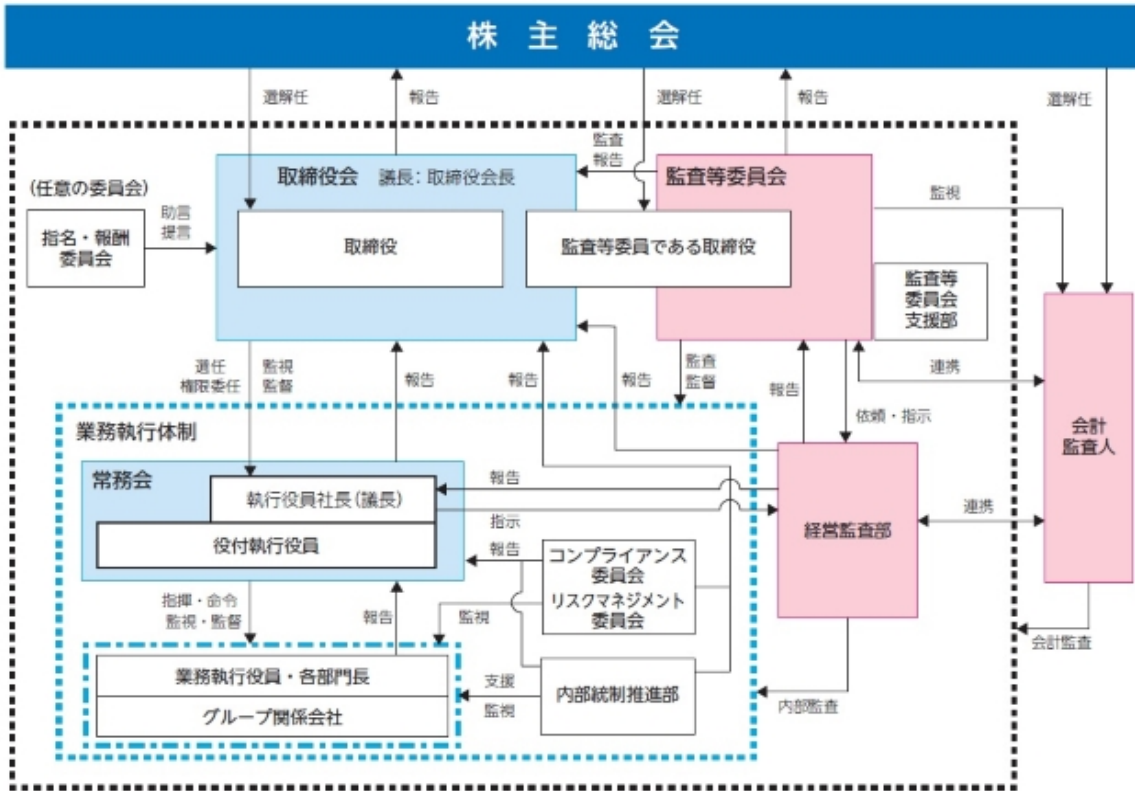 株主総会
選解任
報告
選解任
報告
選解任
監査
報告
取締役会 議長：取締役会長
監査等委員会
(任意の委員会)
指名・報酬
委員会
助言
提言
取締役
監査等委員である取締役
監視
監査等
委員会
支援部
選任
権限委任
監視
監督
報告
報告
報告
監査
監督
報告
依頼・指示
連携
会計
監査人
業務執行体制
常務会
執行役員社長(議長)
役付執行役員
報告
指示
報告
コンプライアンス
委員会
リスクマネジメント
委員会
経営監査部
連携
指揮・命令
監視・監督
報告
監視
業務執行役員・各部門長
グループ関係会社
支援
監視
内部統制推進部
内部監査
会計監査